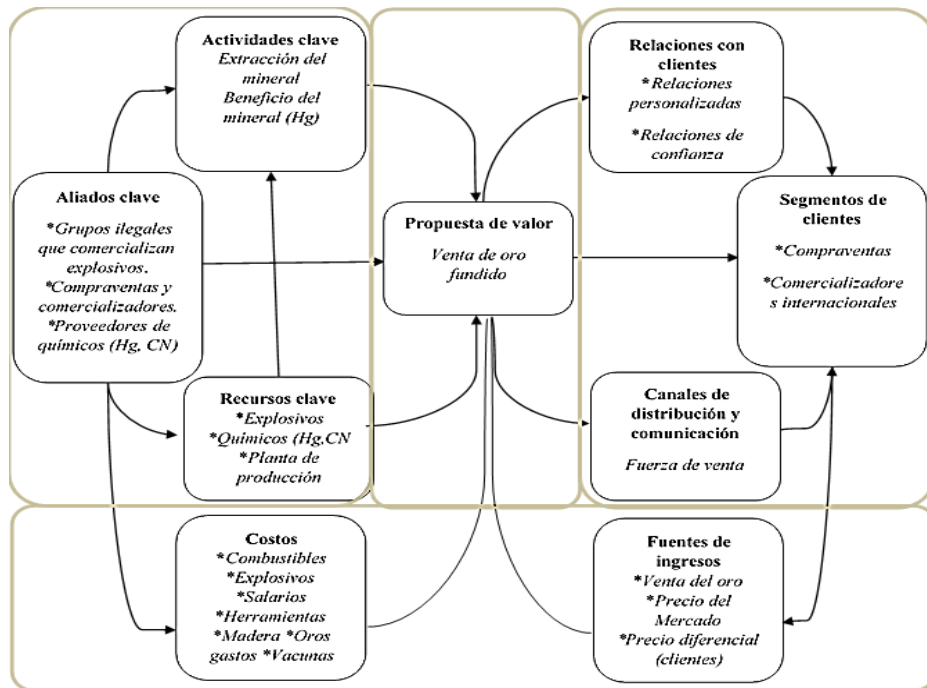 Actividades clave
Extracción del
mineral
Beneficio del
mineral (Hg)
Relaciones con
clientes
*Relaciones
personalizadas
*Relaciones de
confianza
Aliados clave
*Grupos ilegales
que comercializan
explosivos.
*Compraventas y
comercializadores.
*Proveedores de
químicos (Hg, CN)
Propuesta de valor
Venta de oro
fundido
Segmentos de
clientes
*Compraventas
*Comercializadore
s internacionales
Recursos clave
*Explosivos
*Químicos (Hg,CN
*Planta de
producción
Canales de
distribución y
comunicación
Fuerza de venta
Costos
*Combustibles
*Explosivos
*Salarios
*Herramientas
*Madera *Oros
gastos *Vacunas
Fuentes de
ingresos
*Venta del oro
*Precio del
Mercado
*Precio diferencial
(clientes)